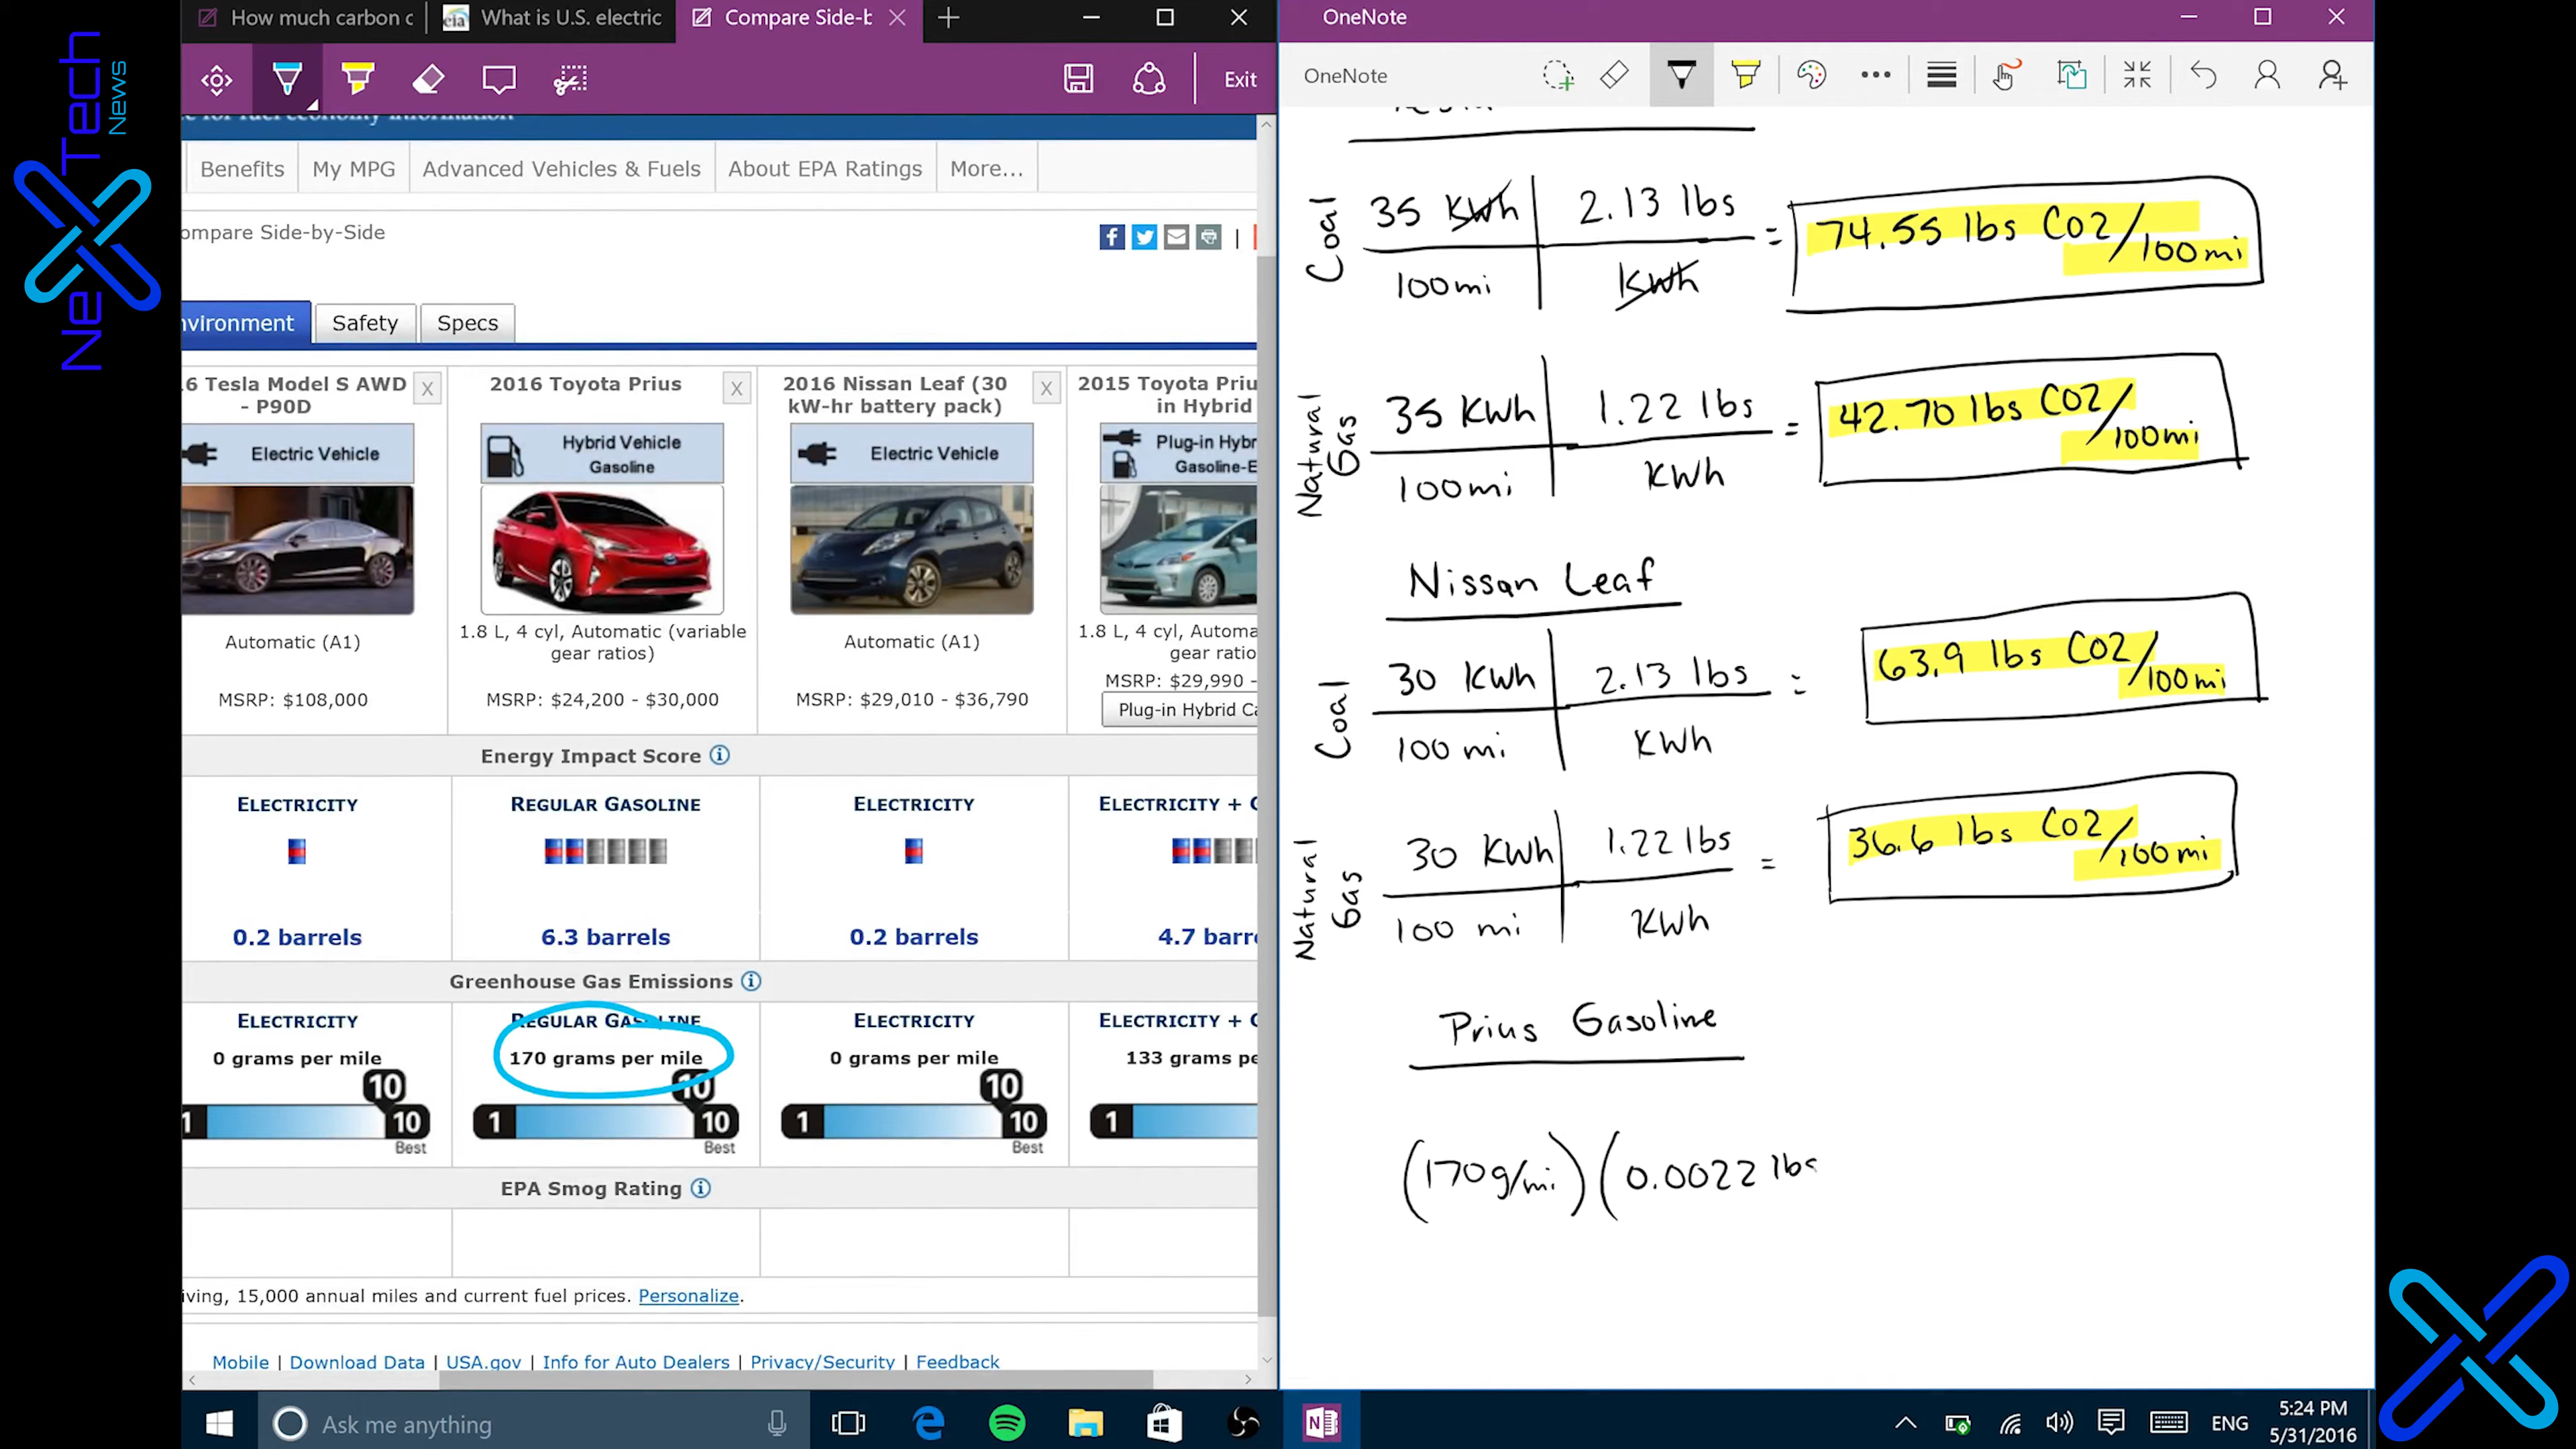 NeXTech
News
How much carbon c
eia
What is U.S. electric
Compare Side-b
Exit
for fuel economy information
Benefits
My MPG
Advanced Vehicles & Fuels
About EPA Ratings
More...
ompare Side-by-Side
nvironment
Safety
Specs
.6 Tesla Model S AWD
- P90D
X
2016 Toyota Prius
X
2016 Nissan Leaf (30
kW-hr battery pack)
X
2015 Toyota Priu
in Hybrid
Electric Vehicle
Hybrid Vehicle
Gasoline
Electric Vehicle
Plug-in Hybr
Gasoline-E
Automatic (A1)
1.8 L, 4 cyl, Automatic (variable
gear ratios)
Automatic (A1)
1.8 L, 4 cyl, Automa
gear ratio
MSRP: $108,000
MSRP: $24,200 - $30,000
MSRP: $29,010 - $36,790
MSRP: $29,990 -
Plug-in Hybrid Ca
Energy Impact Score
ELECTRICITY
REGULAR GASOLINE
ELECTRICITY
ELECTRICITY +
0.2 barrels
6.3 barrels
0.2 barrels
4.7 barr
Greenhouse Gas Emissions
ELECTRICITY
REGULAR GASOLINE
ELECTRICITY
ELECTRICITY +
0 grams per mile
170 grams per mile
0 grams per mile
133 grams pe
10
10
10
1 10
1 10
1 10
1
Best
Best
Best
EPA Smog Rating
iving, 15,000 annual miles and current fuel prices. Personalize.
Mobile | Download Data | USA.gov | Info for Auto Dealers | Privacy/Security | Feedback
OneNote
OneNote
Coal
35 KWh 2.13 lbs = 74.55 lbs CO2/100mi
100mi KWh
Natural Gas
35 KWh 1.22 lbs = 42.70 lbs CO2/100mi
100mi KWh
Nissan Leaf
Coal
30 KWh 2.13 lbs = 63.9 lbs CO2/100mi
100 mi KWh
Natural Gas
30 KWh 1.22 lbs = 36.6 lbs CO2/100mi
100 mi KWh
Prius Gasoline
(170g/mi)(0.0022 lbs
Ask me anything
ENG
5:24 PM
5/31/2016